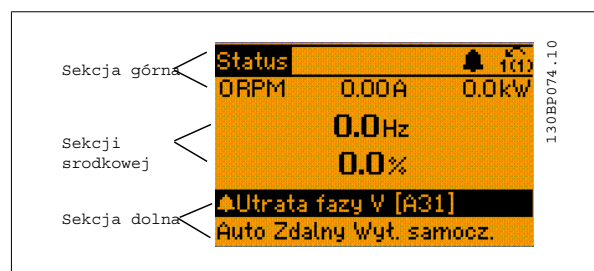 Sekcja górna
Status 1(1)
0RPM 0.00A 0.0kW
Sekcji
srodkowej
0.0Hz
0.0%
Sekcja dolna
Utrata fazy V [A31]
Auto Zdalny Wył. samocz.
130BP074.10